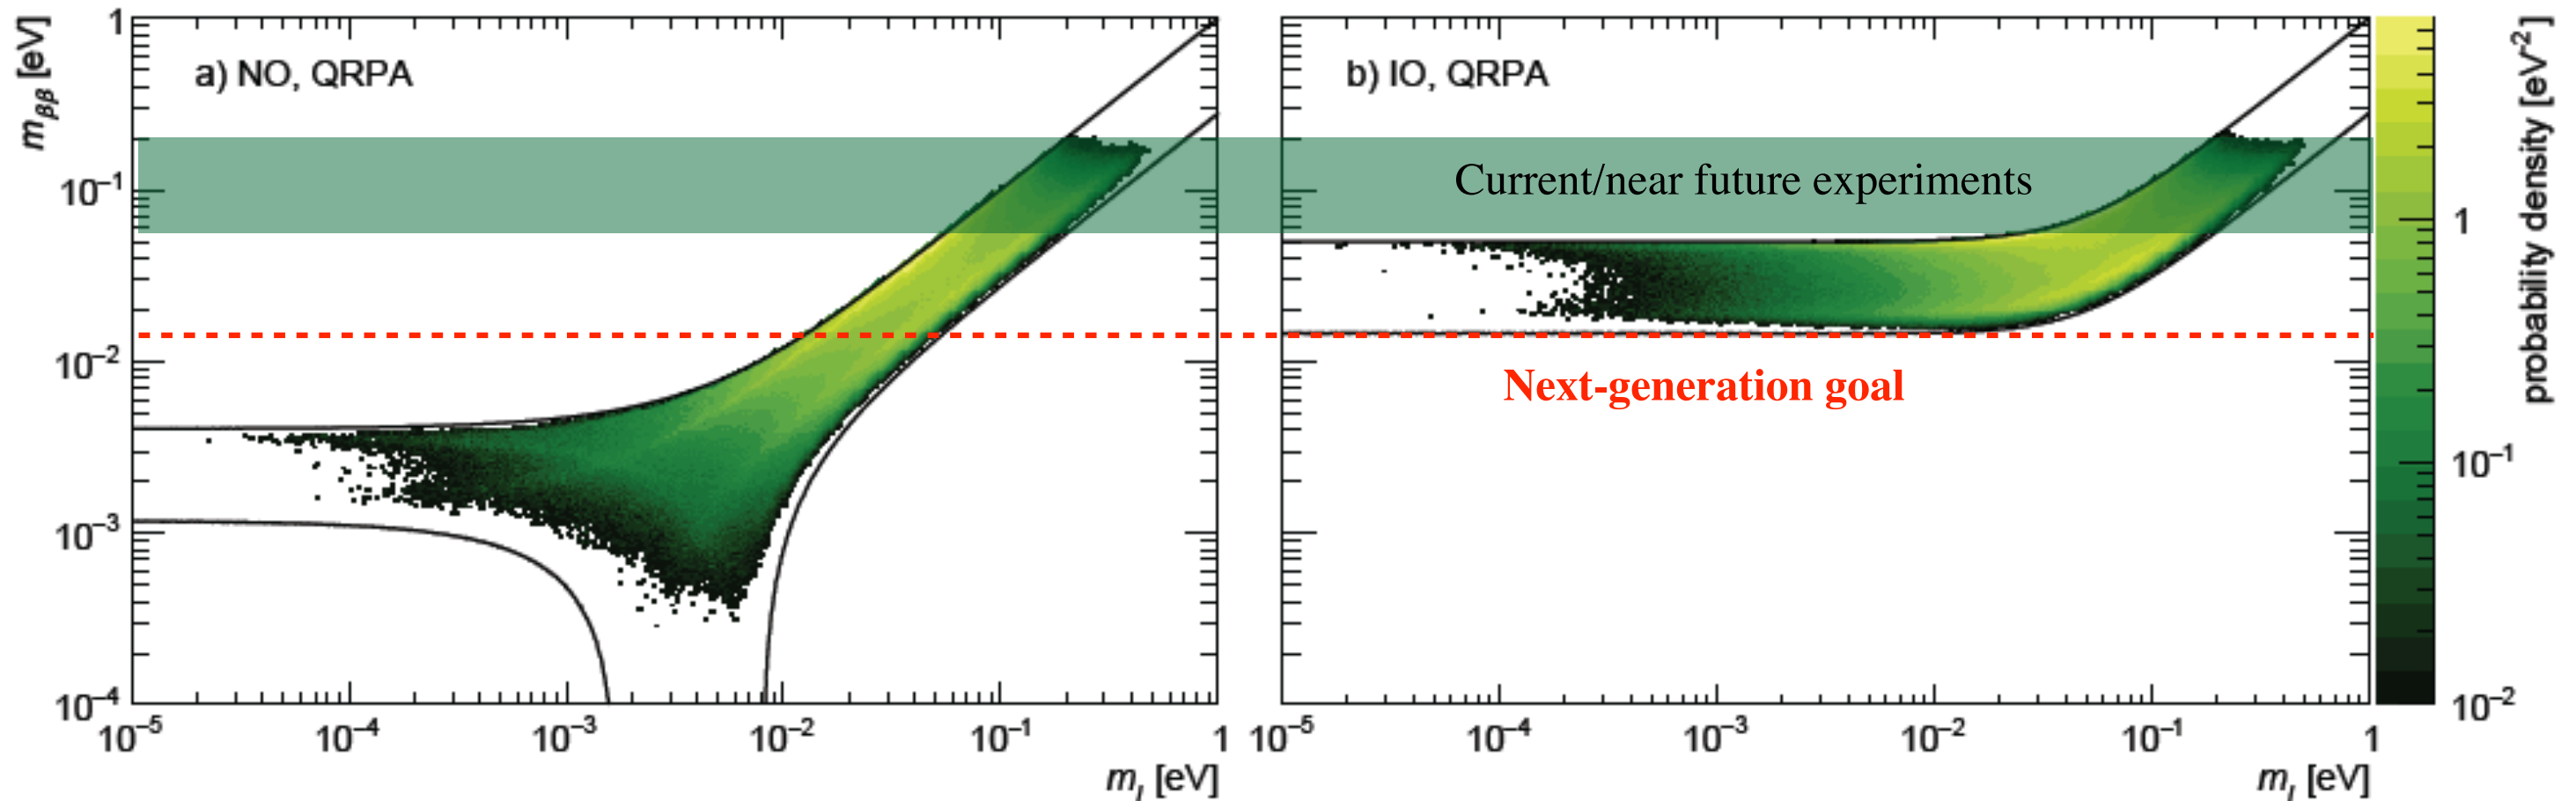 a) NO, QRPA
b) IO, QRPA
m_ββ [eV]
1
10⁻¹
10⁻²
10⁻³
10⁻⁴
Current/near future experiments
Next-generation goal
10⁻⁵ 10⁻⁴ 10⁻³ 10⁻² 10⁻¹ 1
m_l [eV]
10⁻⁵ 10⁻⁴ 10⁻³ 10⁻² 10⁻¹ 1
m_l [eV]
probability density [eV⁻²]
1
10⁻¹
10⁻²